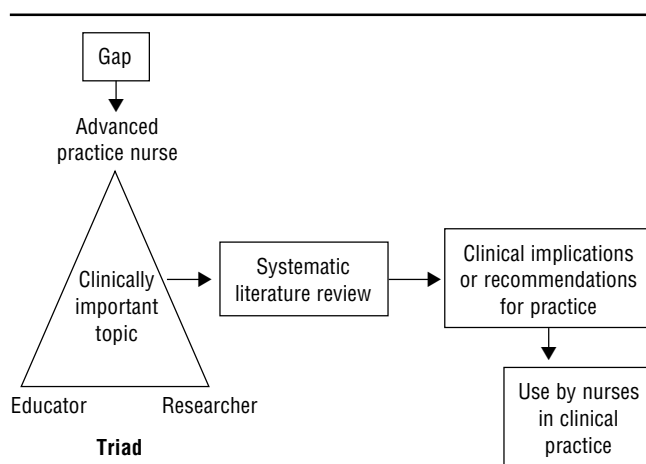 Gap
Advanced
practice nurse
Clinically
important
topic
Educator
Researcher
Triad
Systematic
literature review
Clinical implications
or recommendations
for practice
Use by nurses
in clinical
practice